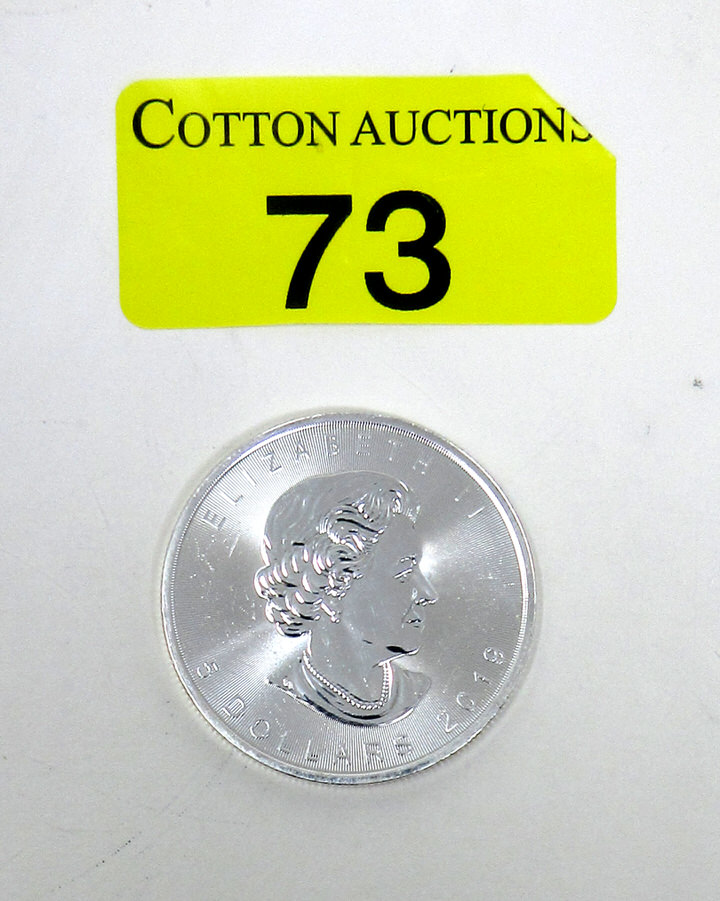 COTTON AUCTIONS
73
ELIZABETH II
5 DOLLARS 2019